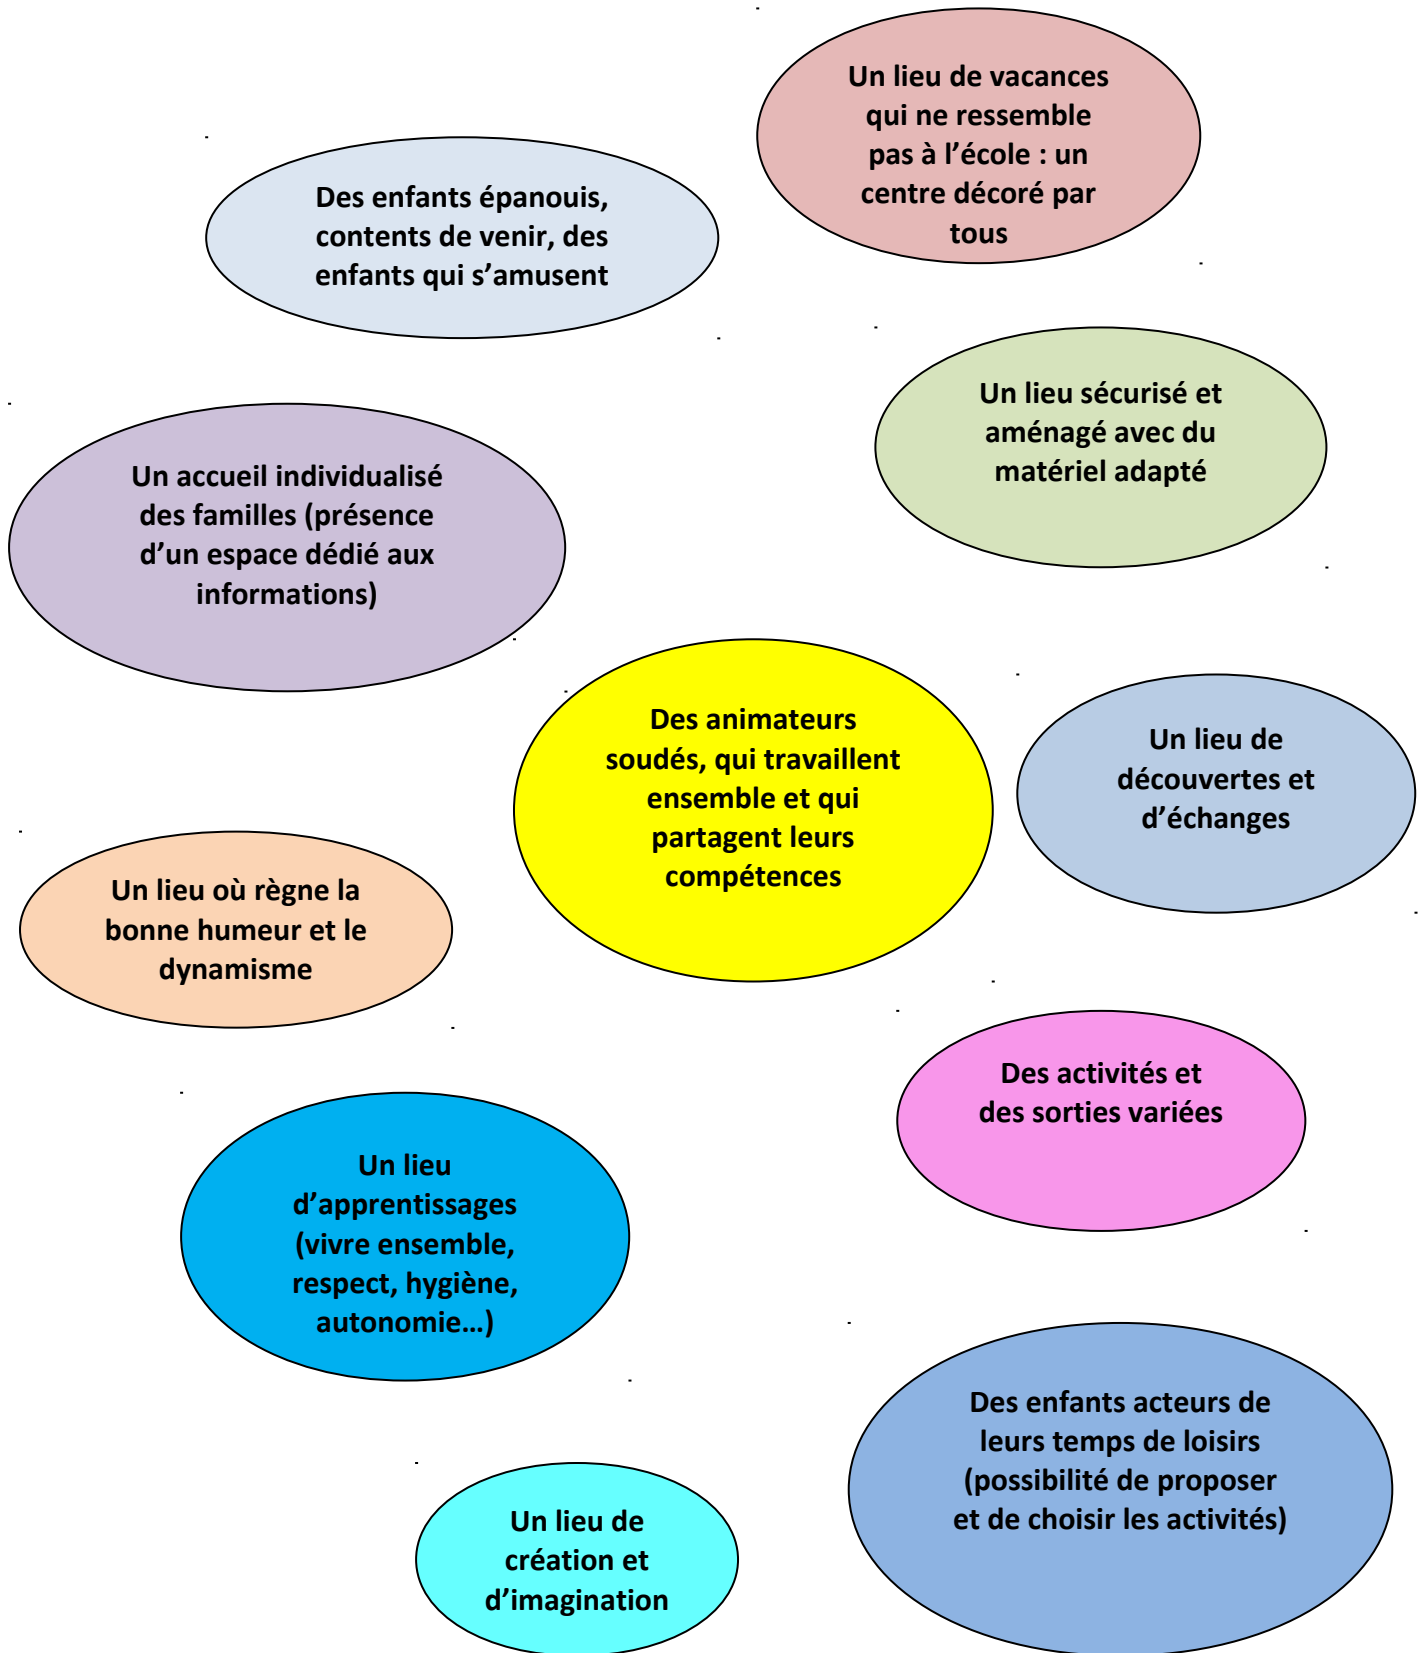 Un lieu de vacances
qui ne ressemble
pas à l’école : un
centre décoré par
tous
Des enfants épanouis,
contents de venir, des
enfants qui s’amusent
Un lieu sécurisé et
aménagé avec du
matériel adapté
Un accueil individualisé
des familles (présence
d’un espace dédié aux
informations)
Des animateurs
soudés, qui travaillent
ensemble et qui
partagent leurs
compétences
Un lieu de
découvertes et
d’échanges
Un lieu où règne la
bonne humeur et le
dynamisme
Des activités et
des sorties variées
Un lieu
d’apprentissages
(vivre ensemble,
respect, hygiène,
autonomie…)
Des enfants acteurs de
leurs temps de loisirs
(possibilité de proposer
et de choisir les activités)
Un lieu de
création et
d’imagination